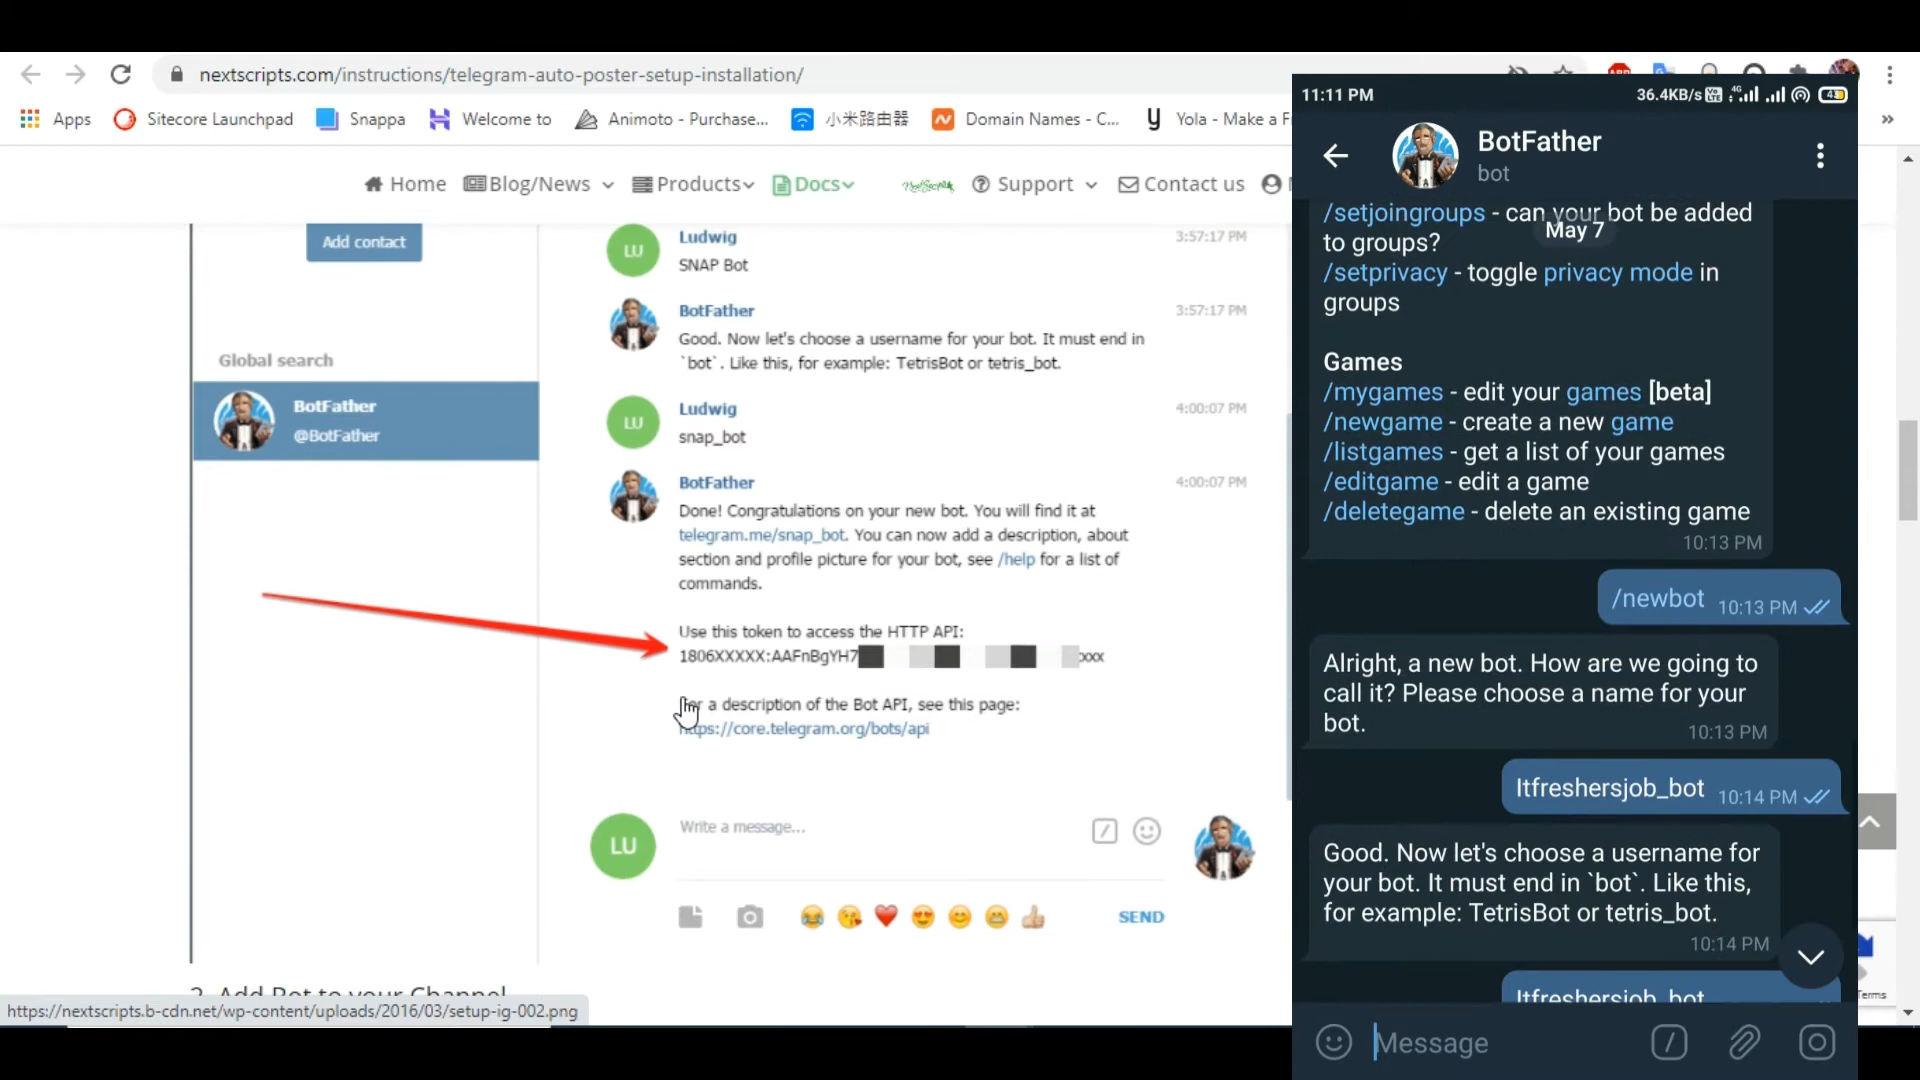 nextscripts.com/instructions/telegram-auto-poster-setup-installation/
Apps
Sitecore Launchpad
Snappa
Welcome to
Animoto - Purchase...
小米路由器
Domain Names - C...
Yola - Make a F
»
Home
Blog/News
Products
Docs
NextScripts
Support
Contact us
Add contact
Global search
BotFather
@BotFather
Ludwig
3:57:17 PM
LU
SNAP Bot
BotFather
3:57:17 PM
Good. Now let's choose a username for your bot. It must end in
`bot`. Like this, for example: TetrisBot or tetris_bot.
Ludwig
4:00:07 PM
LU
snap_bot
BotFather
4:00:07 PM
Done! Congratulations on your new bot. You will find it at
telegram.me/snap_bot. You can now add a description, about
section and profile picture for your bot, see /help for a list of
commands.
Use this token to access the HTTP API:
1806XXXXX:AAFnBgYH7
xxx
a description of the Bot API, see this page:
https://core.telegram.org/bots/api
LU
Write a message...
SEND
2. Add Bot to your Channel
https://nextscripts.b-cdn.net/wp-content/uploads/2016/03/setup-ig-002.png
Terms
11:11 PM
36.4KB/s
Vo
LTE
4G
43
BotFather
bot
/setjoingroups - can your bot be added
to groups?
May 7
/setprivacy - toggle privacy mode in
groups
Games
/mygames - edit your games [beta]
/newgame - create a new game
/listgames - get a list of your games
/editgame - edit a game
/deletegame - delete an existing game
10:13 PM
/newbot
10:13 PM
Alright, a new bot. How are we going to
call it? Please choose a name for your
bot.
10:13 PM
Itfreshersjob_bot
10:14 PM
Good. Now let's choose a username for
your bot. It must end in `bot`. Like this,
for example: TetrisBot or tetris_bot.
10:14 PM
Itfreshersjob_bot
Message